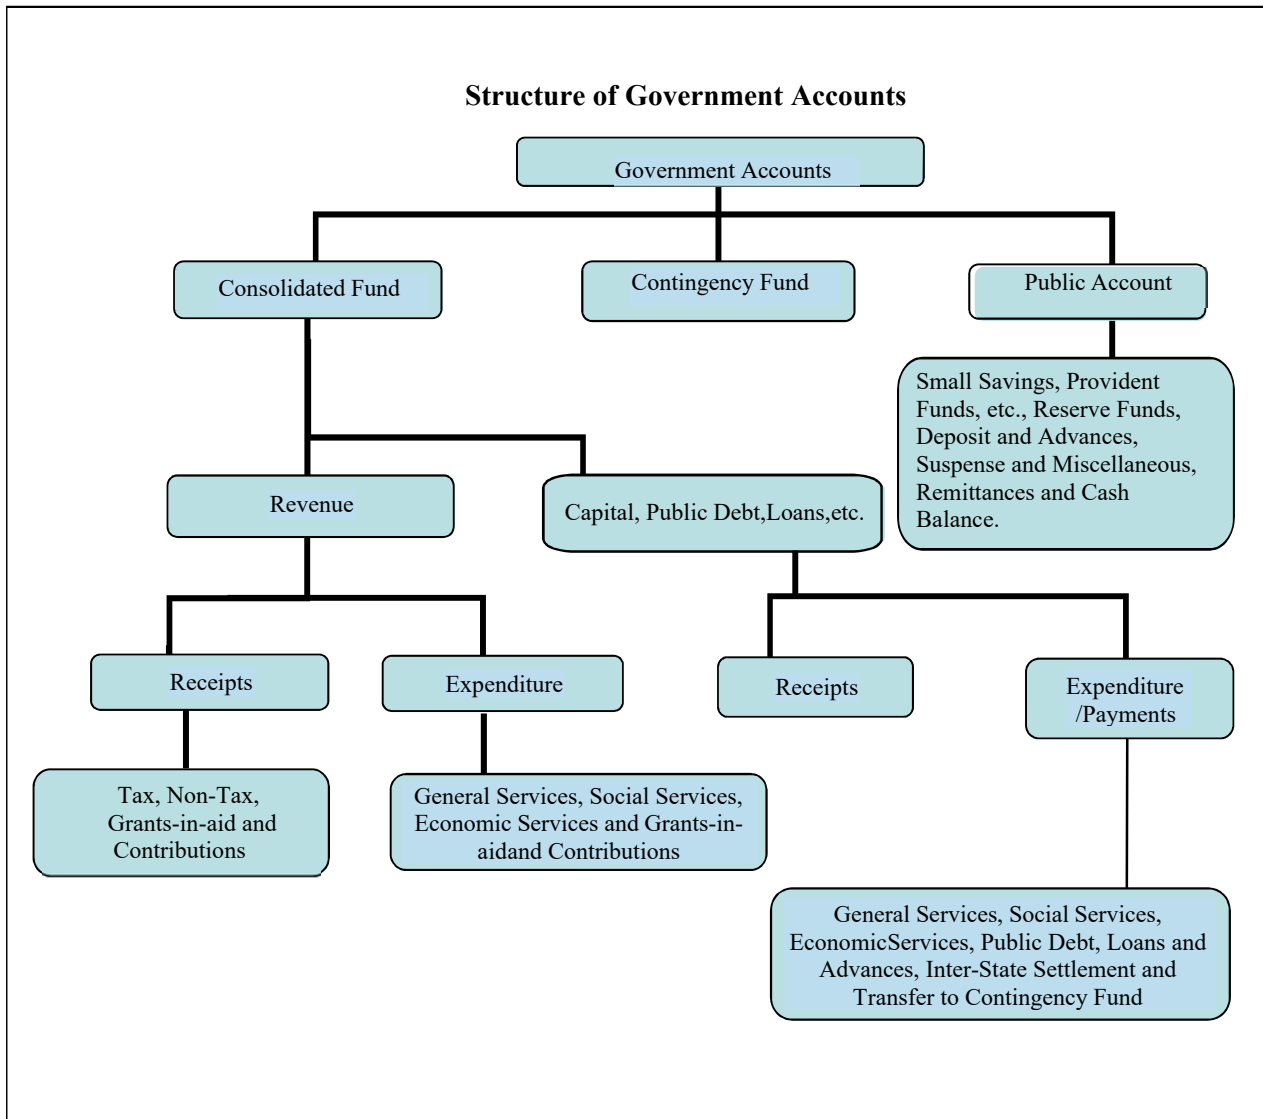 Structure of Government Accounts
Government Accounts
Consolidated Fund
Contingency Fund
Public Account
Small Savings, Provident
Funds, etc., Reserve Funds,
Deposit and Advances,
Suspense and Miscellaneous,
Remittances and Cash
Balance.
Revenue
Capital, Public Debt,Loans,etc.
Receipts
Expenditure
Receipts
Expenditure
/Payments
Tax, Non-Tax,
Grants-in-aid and
Contributions
General Services, Social Services,
Economic Services and Grants-in-
aidand Contributions
General Services, Social Services,
EconomicServices, Public Debt, Loans and
Advances, Inter-State Settlement and
Transfer to Contingency Fund